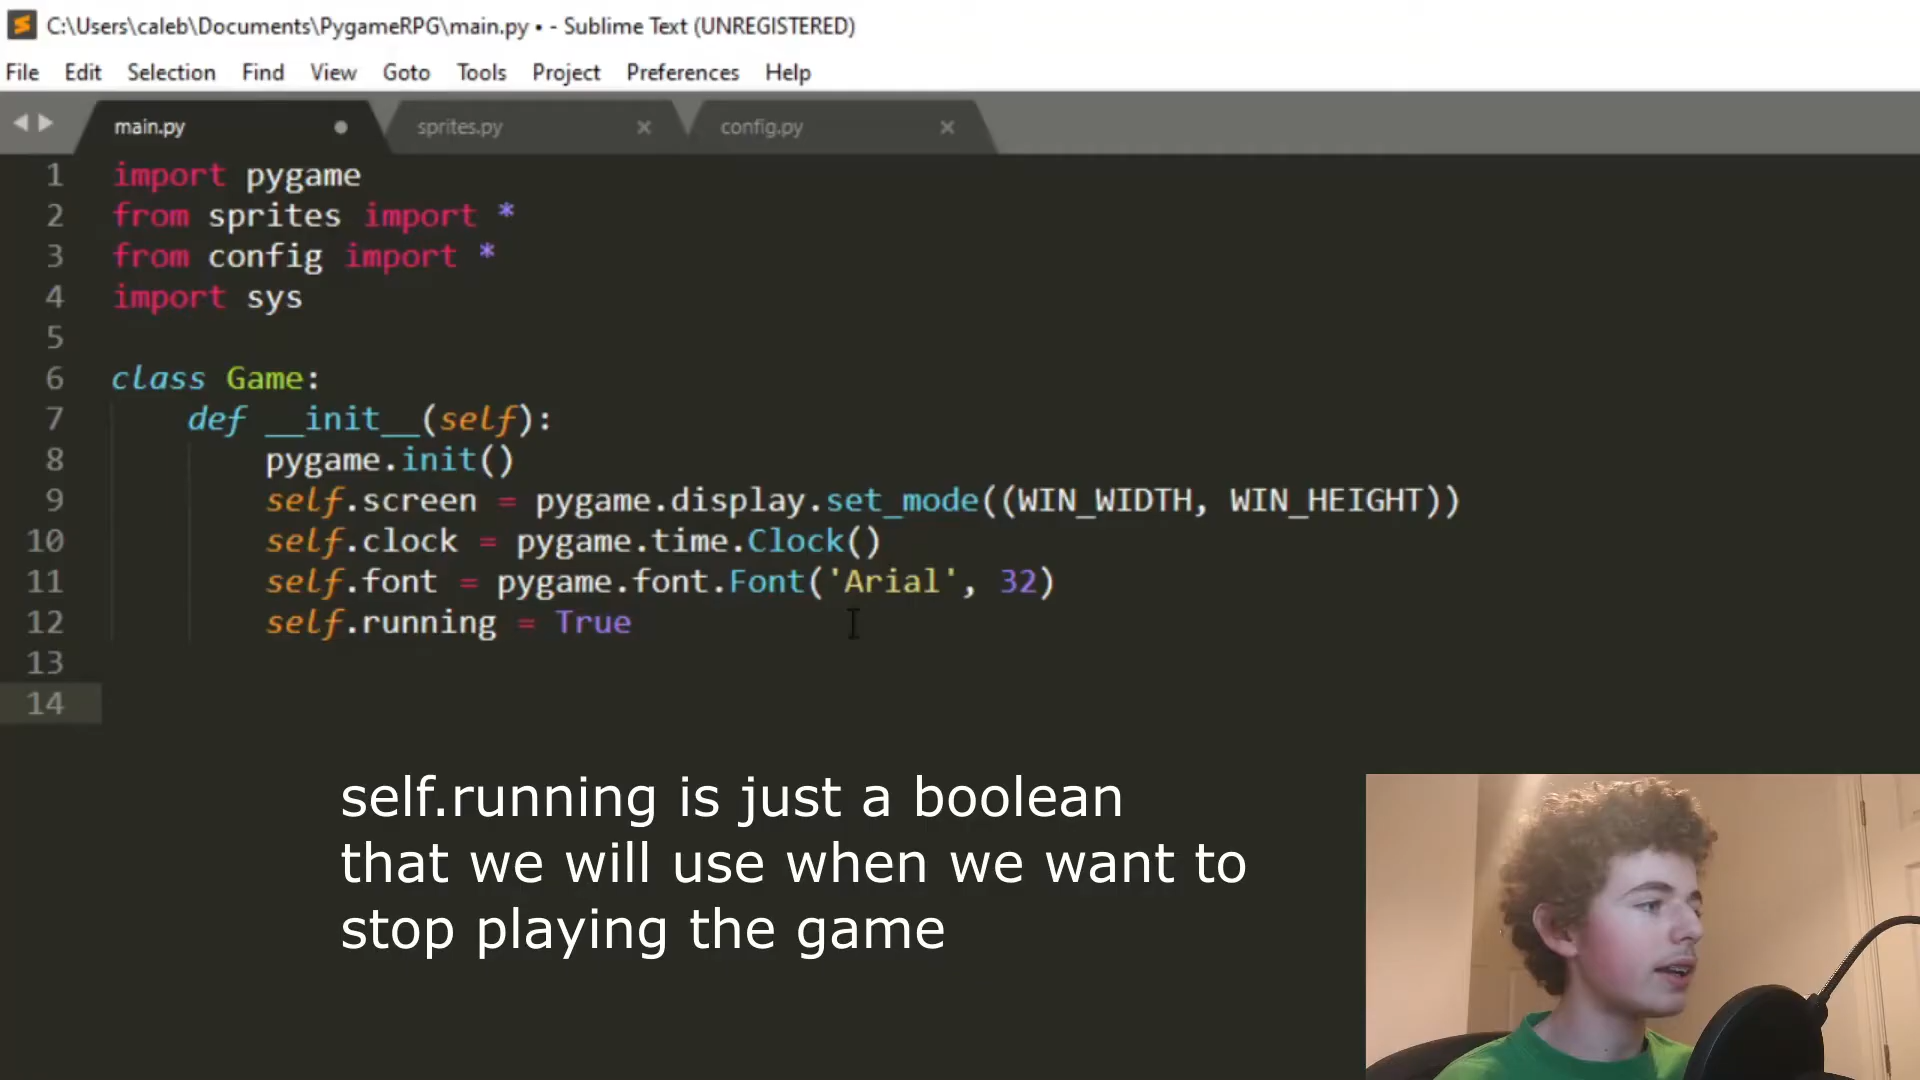 C:\Users\caleb\Documents\PygameRPG\main.py • - Sublime Text (UNREGISTERED)
File Edit Selection Find View Goto Tools Project Preferences Help
main.py sprites.py config.py
1 import pygame
2 from sprites import *
3 from config import *
4 import sys
5
6 class Game:
7 def __init__(self):
8 pygame.init()
9 self.screen = pygame.display.set_mode((WIN_WIDTH, WIN_HEIGHT))
10 self.clock = pygame.time.Clock()
11 self.font = pygame.font.Font('Arial', 32)
12 self.running = True
13
14
self.running is just a boolean
that we will use when we want to
stop playing the game